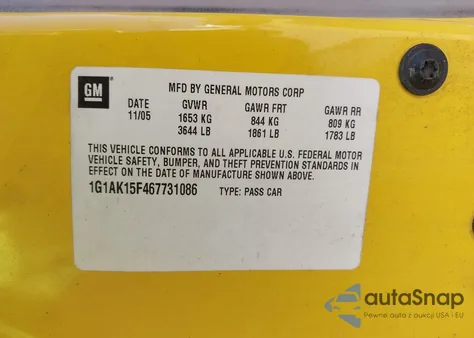 GM
MFD BY GENERAL MOTORS CORP
DATE GVWR GAWR FRT GAWR RR
11/05 1653 KG 844 KG 809 KG
3644 LB 1861 LB 1783 LB
THIS VEHICLE CONFORMS TO ALL APPLICABLE U.S. FEDERAL MOTOR
VEHICLE SAFETY, BUMPER, AND THEFT PREVENTION STANDARDS IN
EFFECT ON THE DATE OF MANUFACTURE SHOWN ABOVE.
1G1AK15F467731086 TYPE: PASS CAR
autoSnap
Pewne auto z aukcji USA i EU